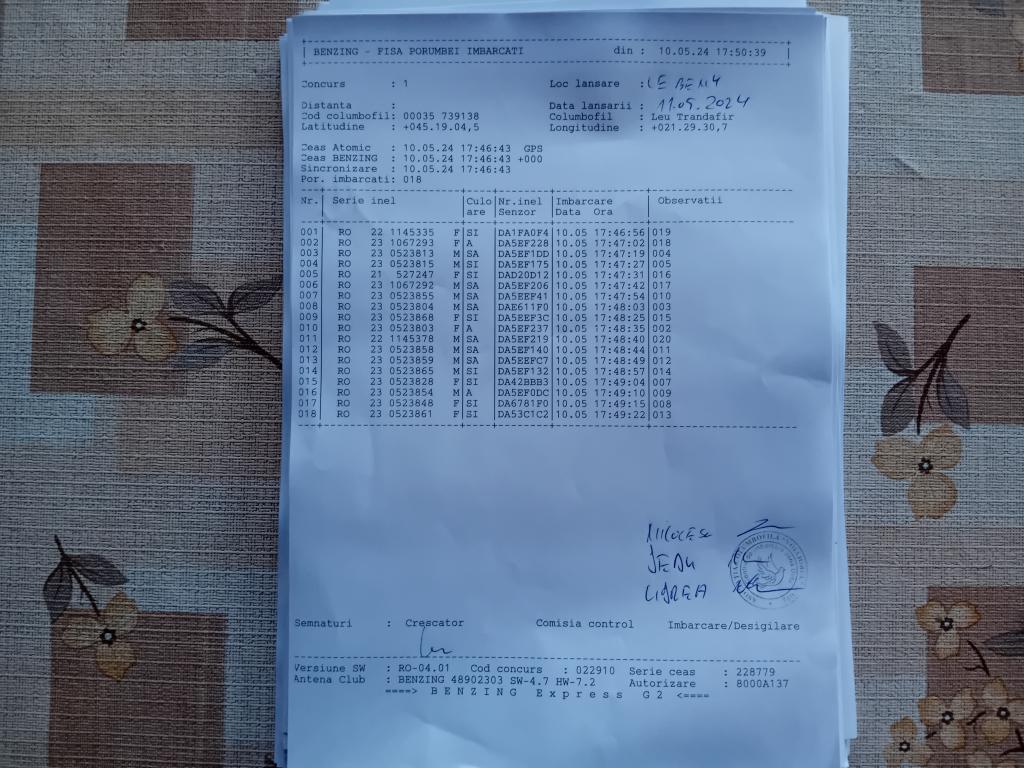 BENZING - FISA PORUMBEI IMBARCATI din : 10.05.24 17:50:39
Concurs : 1 Loc lansare :
Distanta : Data lansarii : 11.05.2024
Cod columbofil: 00035 739138 Columbofil : Leu Trandafir
Latitudine : +045.19.04,5 Longitudine : +021.29.30,7
Ceas Atomic : 10.05.24 17:46:43 GPS
Ceas BENZING : 10.05.24 17:46:43 +000
Sincronizare : 10.05.24 17:46:43
Por. imbarcati: 018
Nr. Serie inel Culo Nr.inel Imbarcare Observatii
are Senzor Data Ora
001 RO 22 1145335 F SI DA1FA0F4 10.05 17:46:56 019
002 RO 23 1067293 F A DA5EF228 10.05 17:47:02 018
003 RO 23 0523813 M SA DA5EF1DD 10.05 17:47:19 004
004 RO 23 0523815 M SI DA5EF175 10.05 17:47:27 005
005 RO 21 527247 F SI DAD20D12 10.05 17:47:31 016
006 RO 23 1067292 M SA DA5EF206 10.05 17:47:42 017
007 RO 23 0523855 M SA DA5EEF41 10.05 17:47:54 010
008 RO 23 0523804 M SA DAE611F0 10.05 17:48:03 003
009 RO 23 0523868 F SI DA5EEF3C 10.05 17:48:25 015
010 RO 23 0523803 F A DA5EF237 10.05 17:48:35 002
011 RO 22 1145378 M SA DA5EF219 10.05 17:48:40 020
012 RO 23 0523858 M SA DA5EF140 10.05 17:48:44 011
013 RO 23 0523859 M SA DA5EEFC7 10.05 17:48:49 012
014 RO 23 0523865 M SI DA5EF132 10.05 17:48:57 014
015 RO 23 0523828 F SI DA42BBB3 10.05 17:49:04 007
016 RO 23 0523854 M A DA5EF0DC 10.05 17:49:10 009
017 RO 23 0523848 F SI DA6781F0 10.05 17:49:15 008
018 RO 23 0523861 F SI DA53C1C2 10.05 17:49:22 013
Semnaturi : Crescator Comisia control Imbarcare/Desigilare
Versiune SW : RO-04.01 Cod concurs : 022910 Serie ceas : 228779
Antena Club : BENZING 48902303 SW-4.7 HW-7.2 Autorizare : 8000A137
====> BENZING Express G2 <====